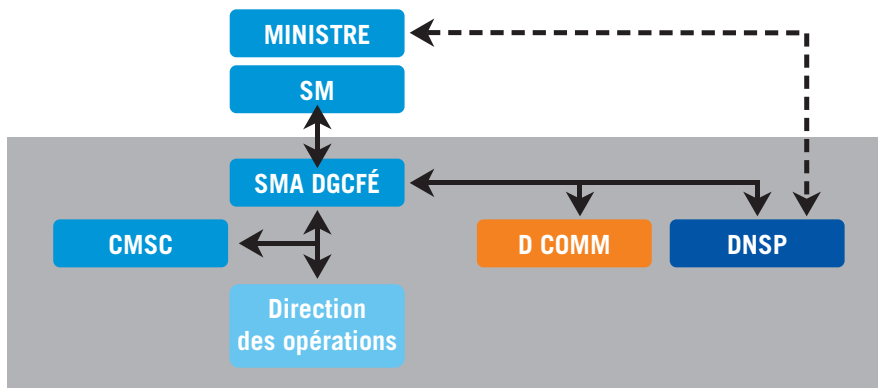 MINISTRE
SM
SMA DGCFÉ
CMSC
D COMM
DNSP
Direction
des opérations